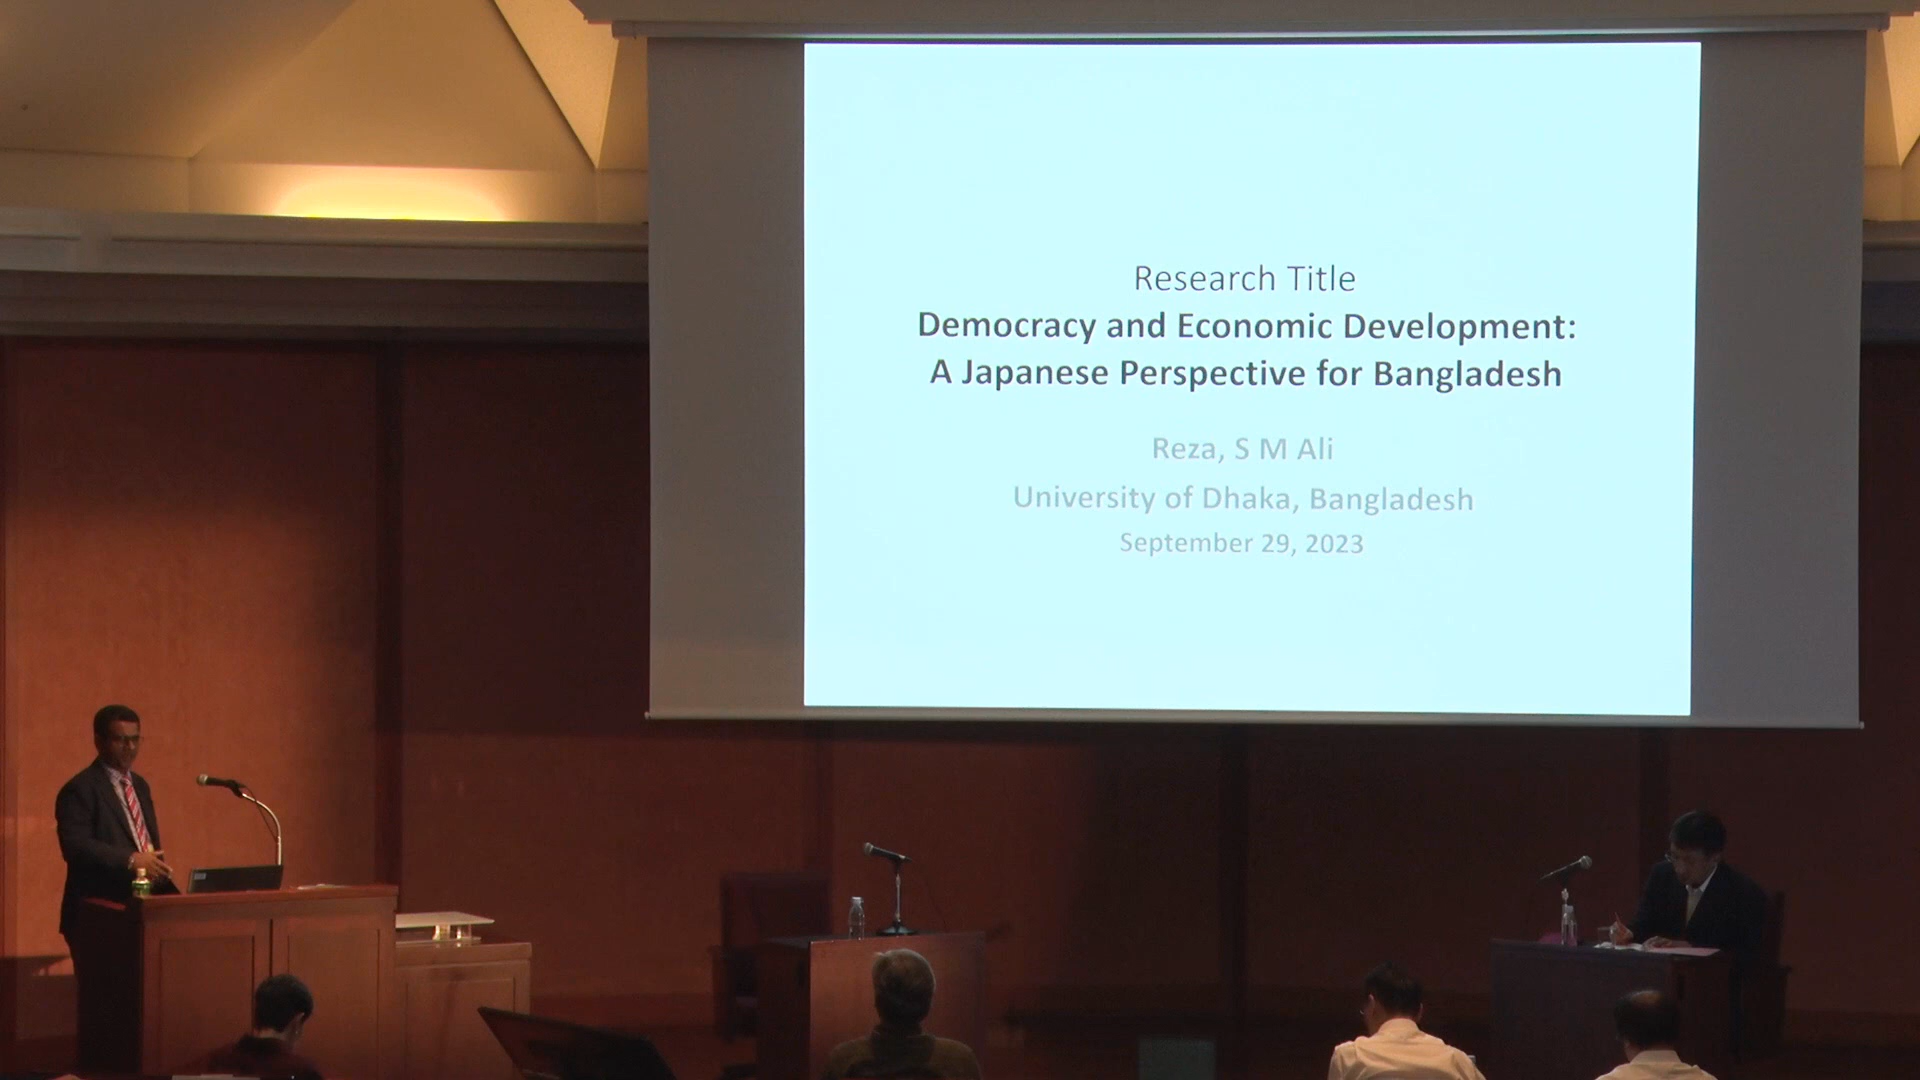 Research Title
Democracy and Economic Development:
A Japanese Perspective for Bangladesh
Reza, S M Ali
University of Dhaka, Bangladesh
September 29, 2023